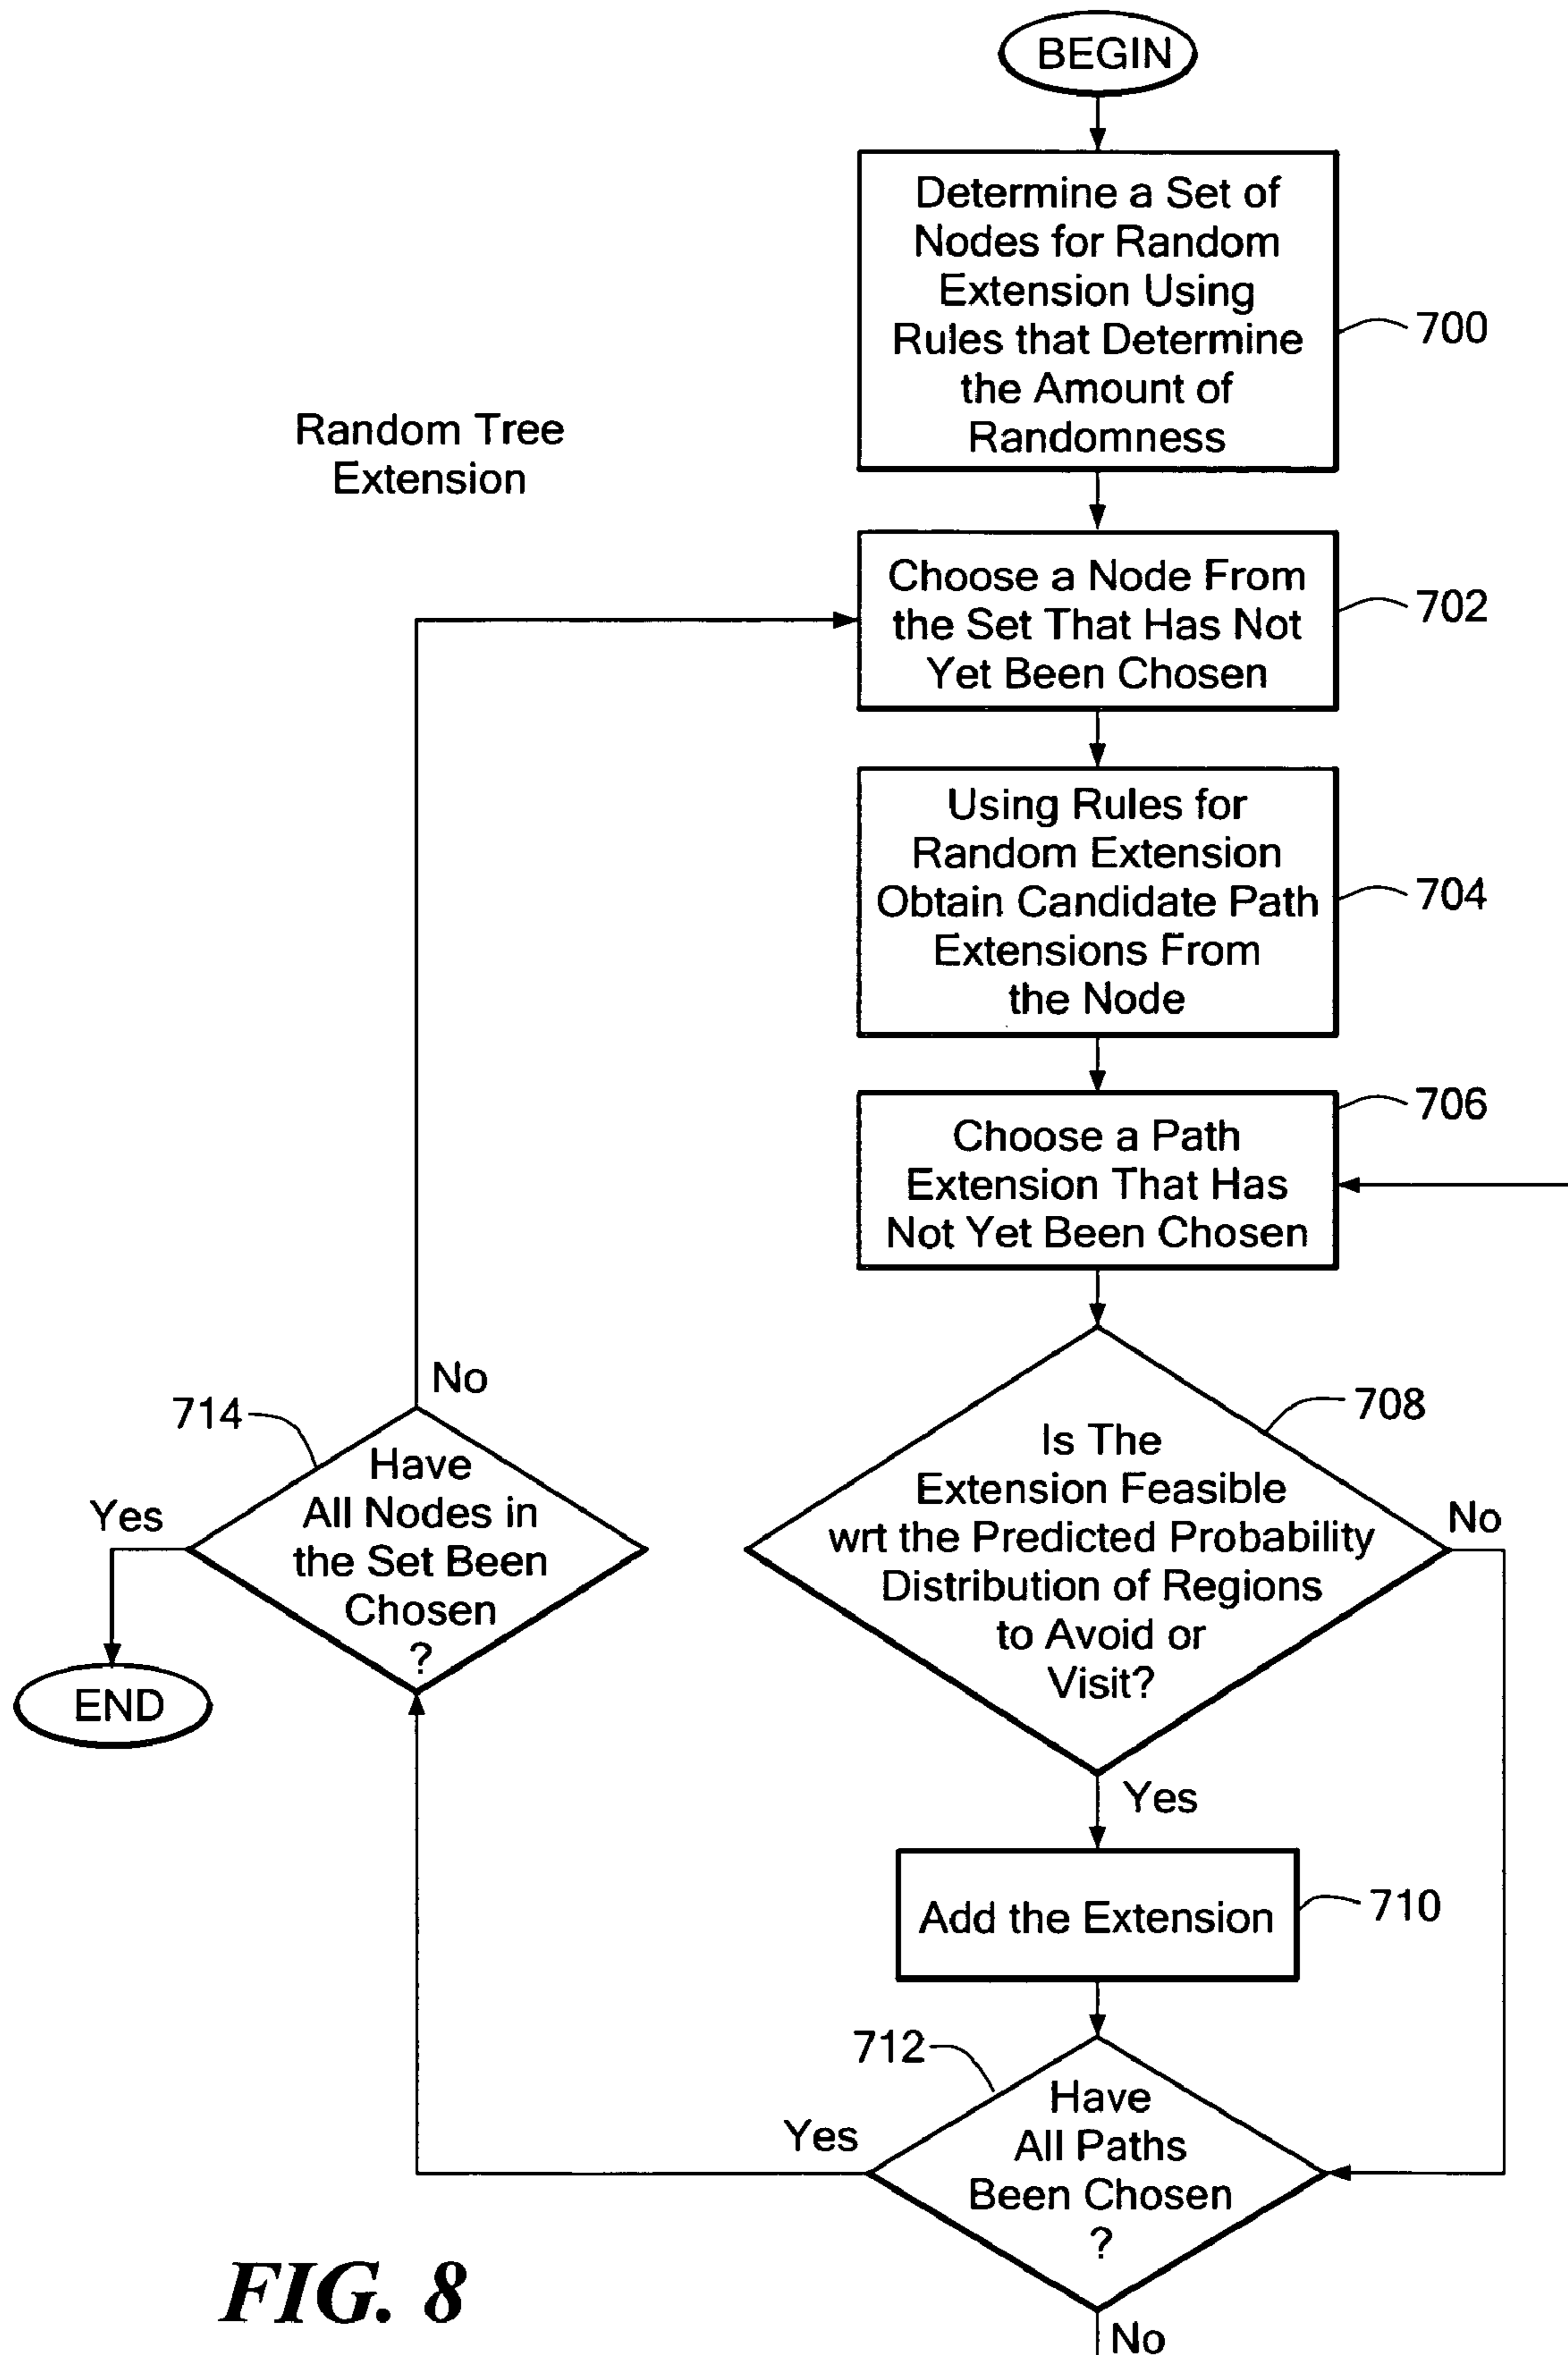 BEGIN
Determine a Set of
Nodes for Random
Extension Using
Rules that Determine
the Amount of
Randomness
700
Random Tree
Extension
Choose a Node From
the Set That Has Not
Yet Been Chosen
702
Using Rules for
Random Extension
Obtain Candidate Path
Extensions From
the Node
704
Choose a Path
Extension That Has
Not Yet Been Chosen
706
Is The
Extension Feasible
wrt the Predicted Probability
Distribution of Regions
to Avoid or
Visit?
708
No
Yes
Add the Extension
710
Have
All Paths
Been Chosen
?
712
Yes
No
Have
All Nodes in
the Set Been
Chosen
?
714
No
Yes
END
FIG. 8